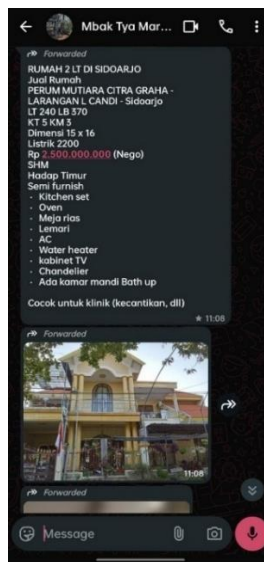 Mbak Tya Mar...
Forwarded
RUMAH 2 LT DI SIDOARJO
Jual Rumah
PERUM MUTIARA CITRA GRAHA -
LARANGAN L CANDI - Sidoarjo
LT 240 LB 370
KT 5 KM 3
Dimensi 15 x 16
Listrik 2200
Rp 2.500.000.000 (Nego)
SHM
Hadap Timur
Semi furnish
- Kitchen set
- Oven
- Meja rias
- Lemari
- AC
- Water heater
- kabinet TV
- Chandelier
- Ada kamar mandi Bath up
Cocok untuk klinik (kecantikan, dll)
11:08
Forwarded
11:08
Forwarded
Message